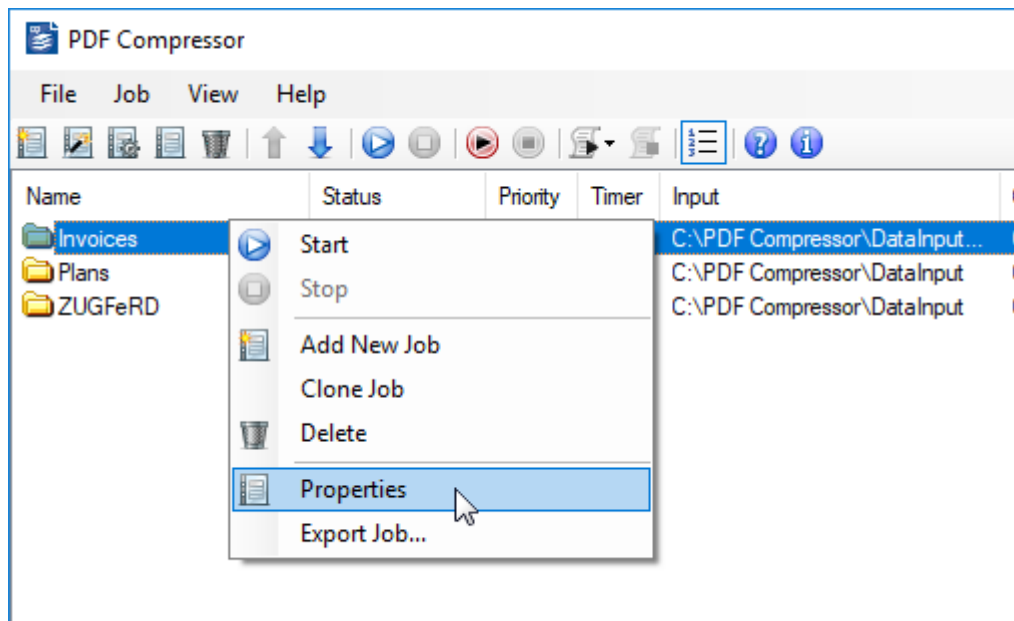 PDF Compressor
File Job View Help
Name Status Priority Timer Input
Invoices C:\PDF Compressor\DataInput...
Plans C:\PDF Compressor\DataInput
ZUGFeRD C:\PDF Compressor\DataInput
Start
Stop
Add New Job
Clone Job
Delete
Properties
Export Job...